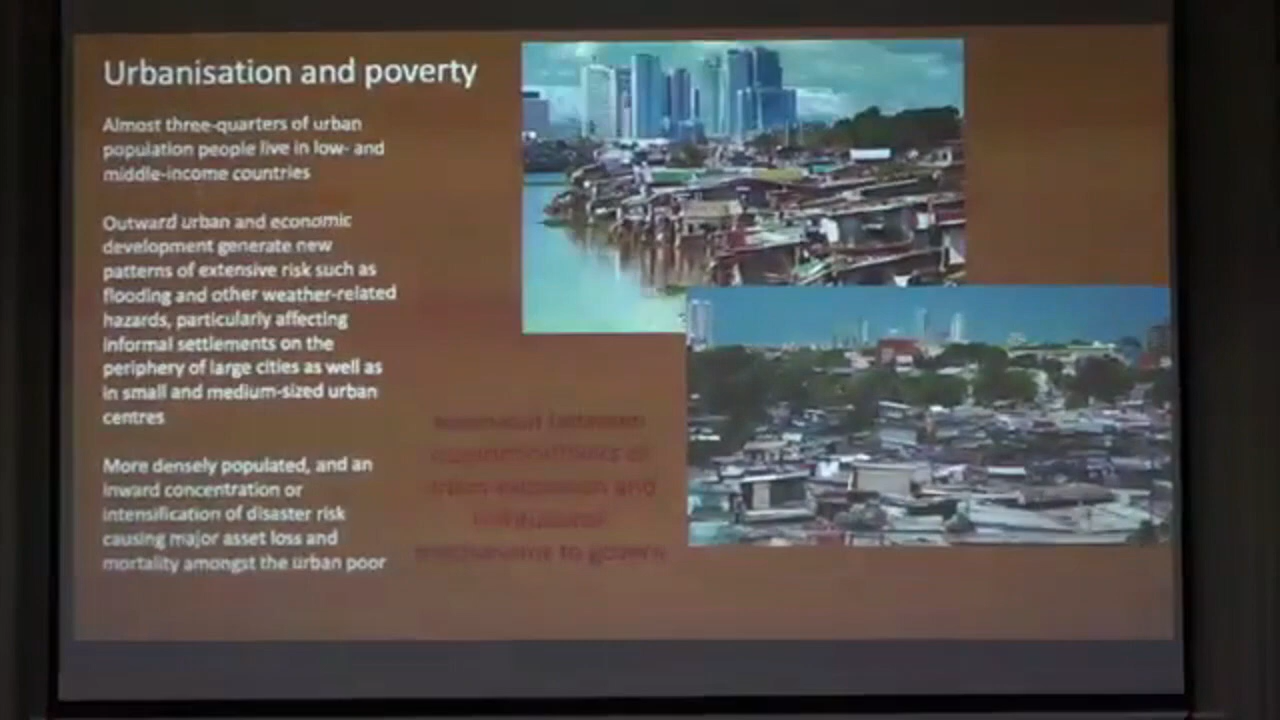 Urbanisation and poverty
Almost three-quarters of urban
population people live in low- and
middle-income countries
Outward urban and economic
development generate new
patterns of extensive risk such as
flooding and other weather-related
hazards, particularly affecting
informal settlements on the
periphery of large cities as well as
in small and medium-sized urban
centres
More densely populated, and an
inward concentration or
intensification of disaster risk
causing major asset loss and
mortality amongst the urban poor
and
to govern